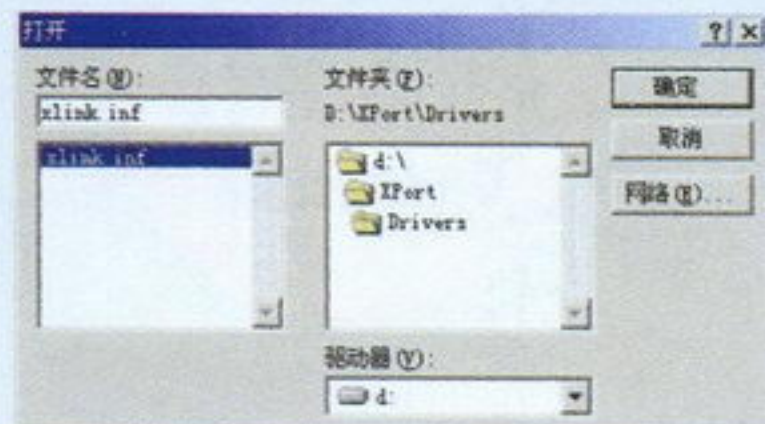 打开
文件名(N):
xlink.inf
xlink.inf
文件夹(F):
D:\XPort\Drivers
d:\
XPort
Drivers
驱动器(V):
d:
确定
取消
网络(E)...